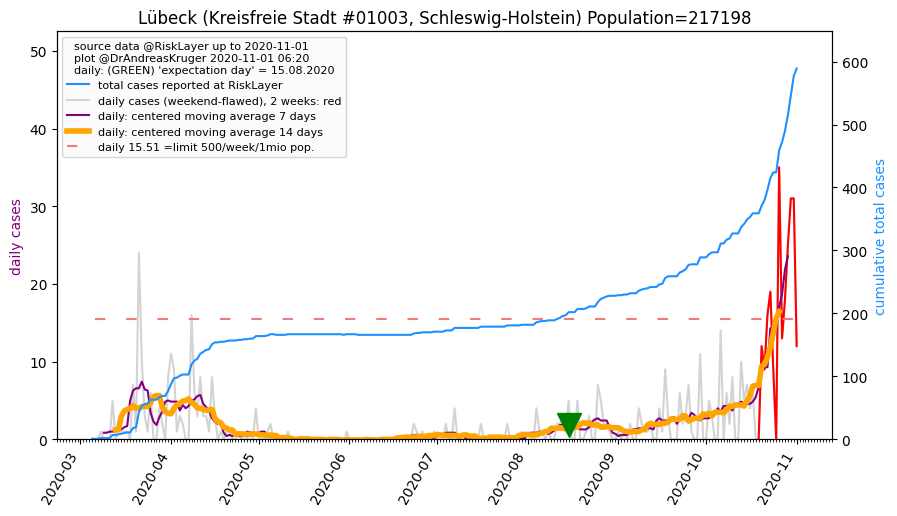 Lübeck (Kreisfreie Stadt #01003, Schleswig-Holstein) Population=217198
source data @RiskLayer up to 2020-11-01
plot @DrAndreasKruger 2020-11-01 06:20
daily: (GREEN) 'expectation day' = 15.08.2020
total cases reported at RiskLayer
daily cases (weekend-flawed), 2 weeks: red
daily: centered moving average 7 days
daily: centered moving average 14 days
daily 15.51 =limit 500/week/1mio pop.
daily cases
50
40
30
20
10
0
cumulative total cases
600
500
400
300
200
100
0
2020-03
2020-04
2020-05
2020-06
2020-07
2020-08
2020-09
2020-10
2020-11